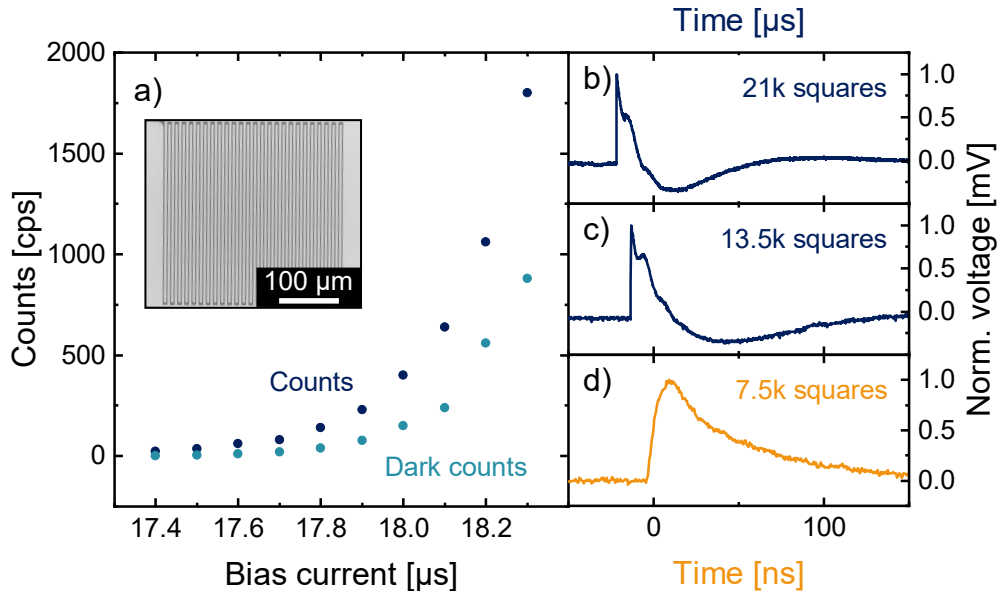 Time [µs]
2000
1500
1000
500
0
Counts [cps]
a)
100 µm
Counts
Dark counts
17.4 17.6 17.8 18.0 18.2
Bias current [µs]
b)
21k squares
1.0
0.5
0.0
c)
13.5k squares
1.0
0.5
0.0
d)
7.5k squares
1.0
0.5
0.0
Norm. voltage [mV]
0 100
Time [ns]